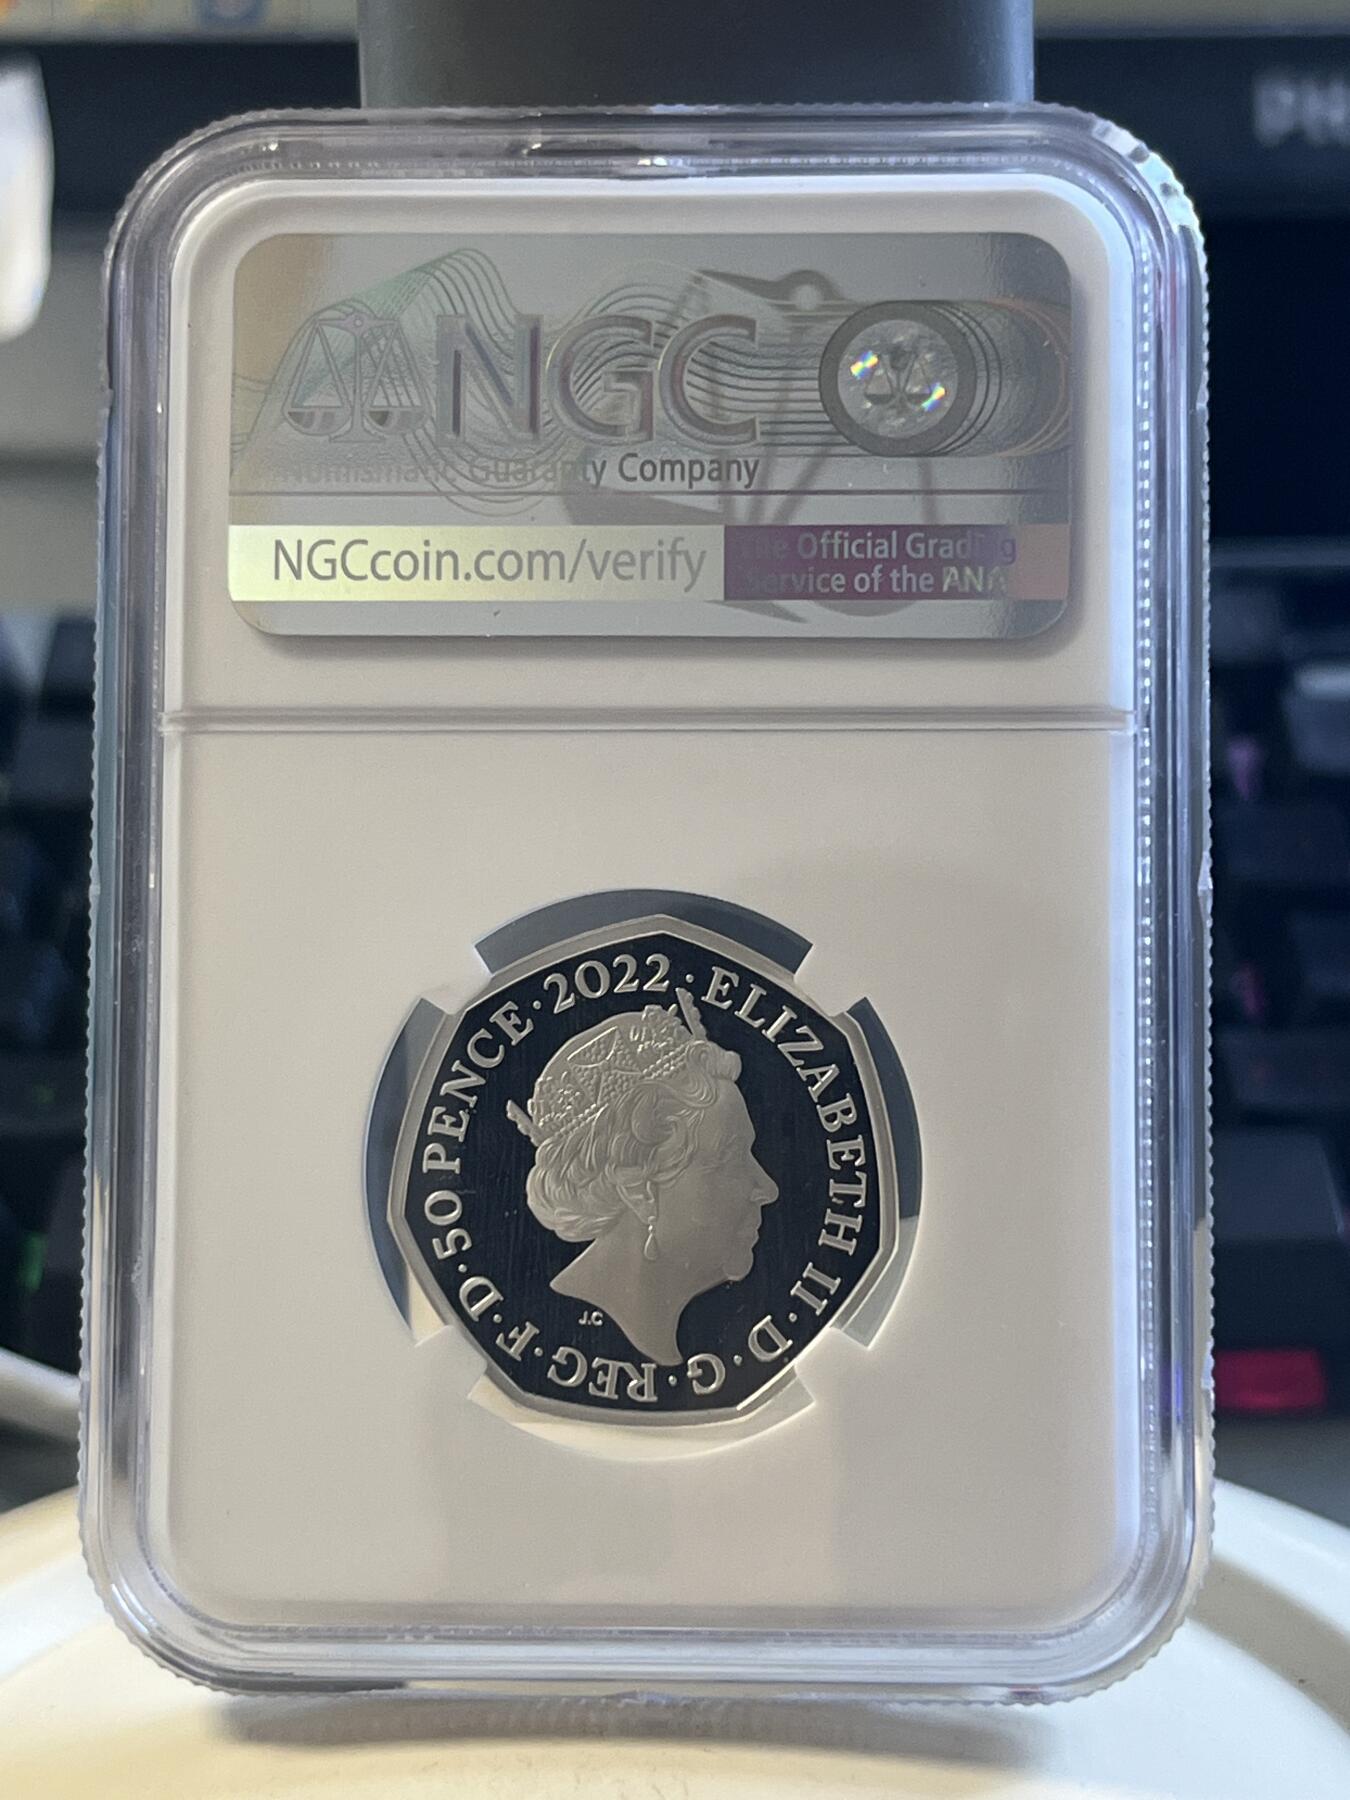 PH
NGC
Numismatic Guaranty Company
NGCcoin.com/verify
The Official Grading
Service of the ANA
ELIZABETH II · D · G · REG · F · D · 50 PENCE · 2022 ·
J.C